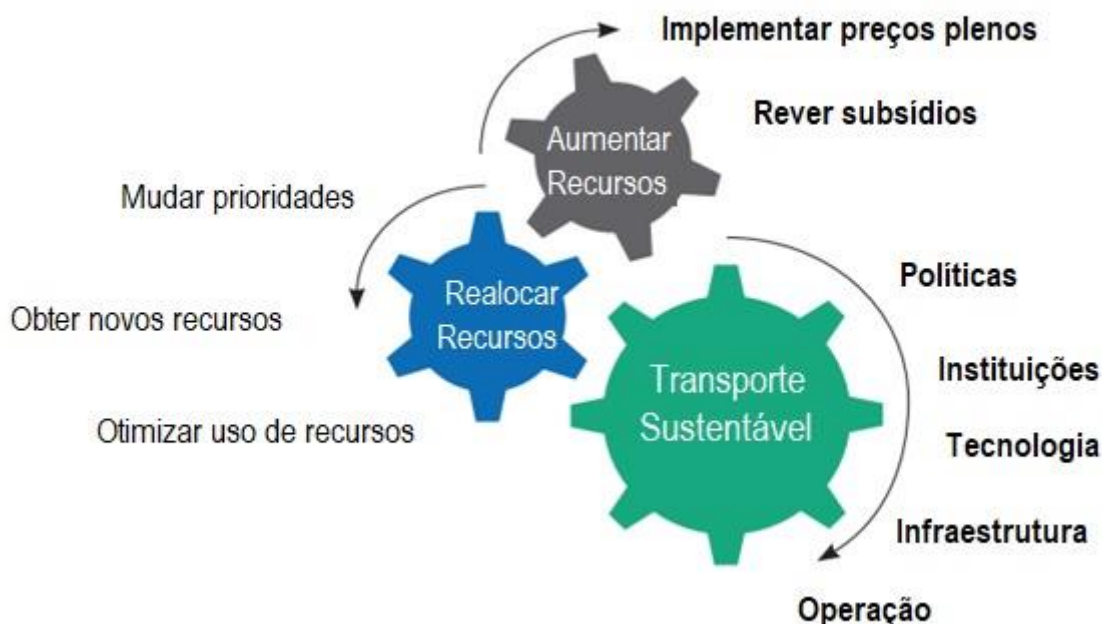 Implementar preços plenos
Rever subsídios
Aumentar
Recursos
Mudar prioridades
Obter novos recursos
Otimizar uso de recursos
Realocar
Recursos
Transporte
Sustentável
Políticas
Instituições
Tecnologia
Infraestrutura
Operação